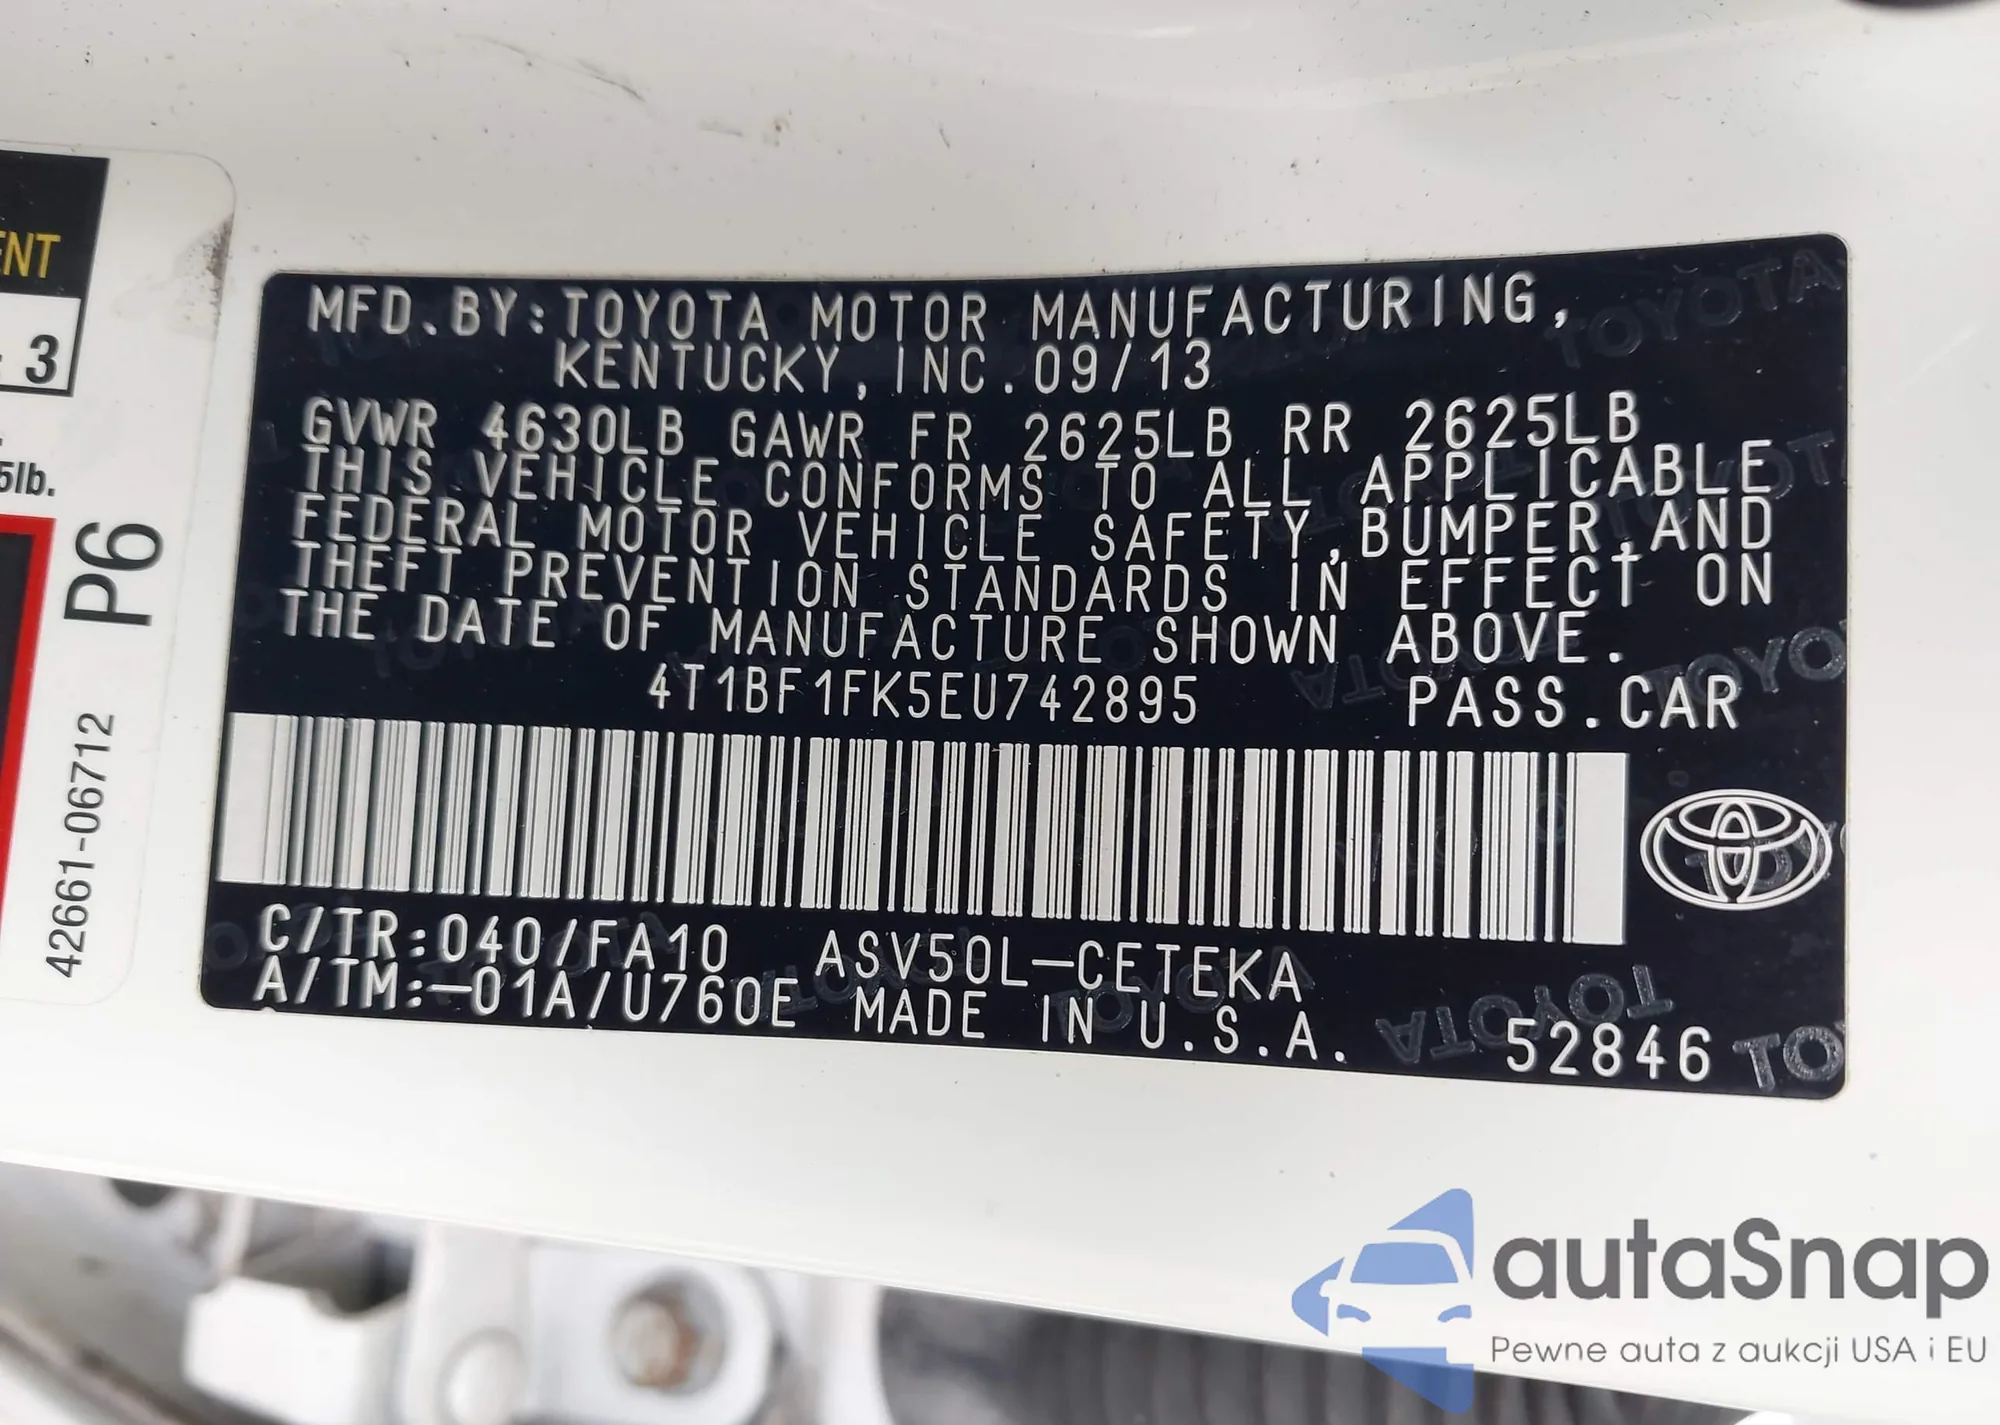 ENT
3
5lb.
P6
42661-06712
MFD.BY:TOYOTA MOTOR MANUFACTURING,
KENTUCKY,INC.09/13
GVWR 4630LB GAWR FR 2625LB RR 2625LB
THIS VEHICLE CONFORMS TO ALL APPLICABLE
FEDERAL MOTOR VEHICLE SAFETY,BUMPER,AND
THEFT PREVENTION STANDARDS IN EFFECT ON
THE DATE OF MANUFACTURE SHOWN ABOVE.
4T1BF1FK5EU742895 PASS.CAR
C/TR:040/FA10 ASV50L-CETEKA
A/TM:-01A/U760E MADE IN U.S.A.
52846
autaSnap
Pewne auta z aukcji USA i EU